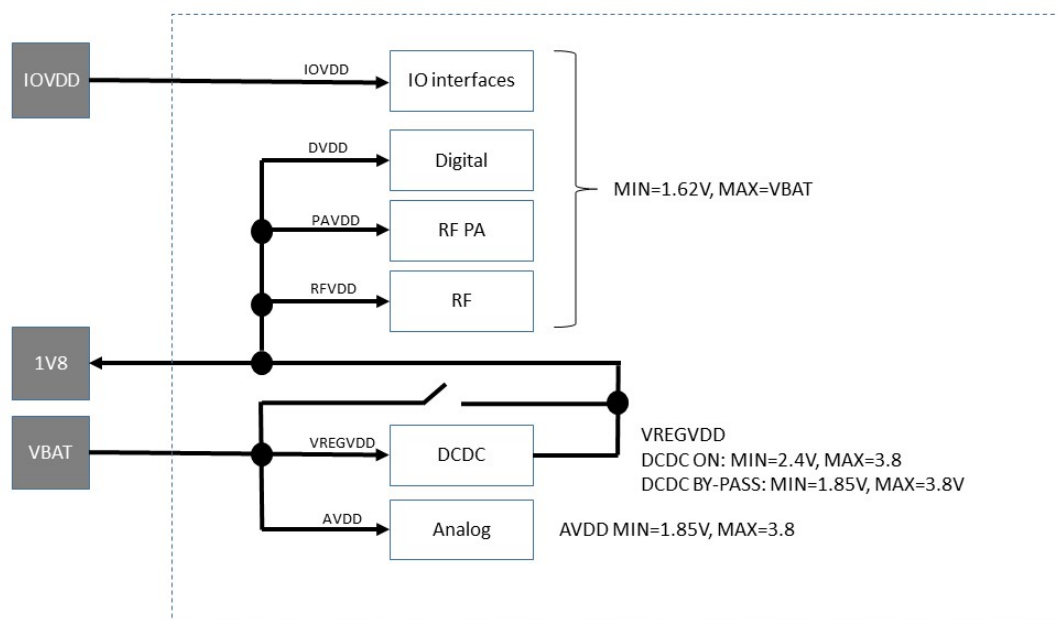 IOVDD
IOVDD
IO interfaces
DVDD
Digital
MIN=1.62V, MAX=VBAT
PAVDD
RF PA
RFVDD
RF
1V8
VBAT
VREGVDD
DCDC
VREGVDD
DCDC ON: MIN=2.4V, MAX=3.8
DCDC BY-PASS: MIN=1.85V, MAX=3.8V
AVDD
Analog
AVDD MIN=1.85V, MAX=3.8